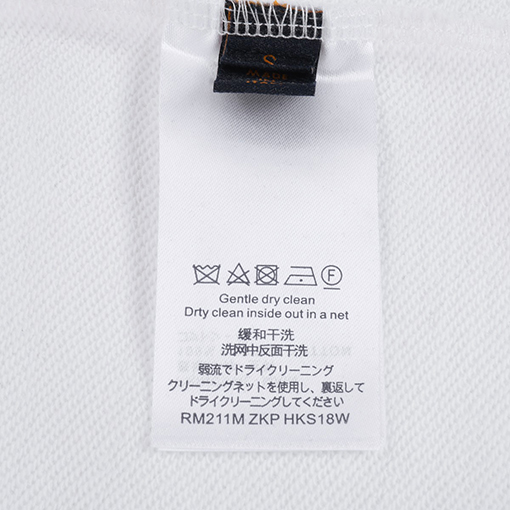 S
MADE
F
Gentle dry clean
Drty clean inside out in a net
缓和干洗
洗网中反面干洗
弱流でドライクリーニング
クリーニングネットを使用し、裏返して
ドライクリーニングしてください
RM211M ZKP HKS18W